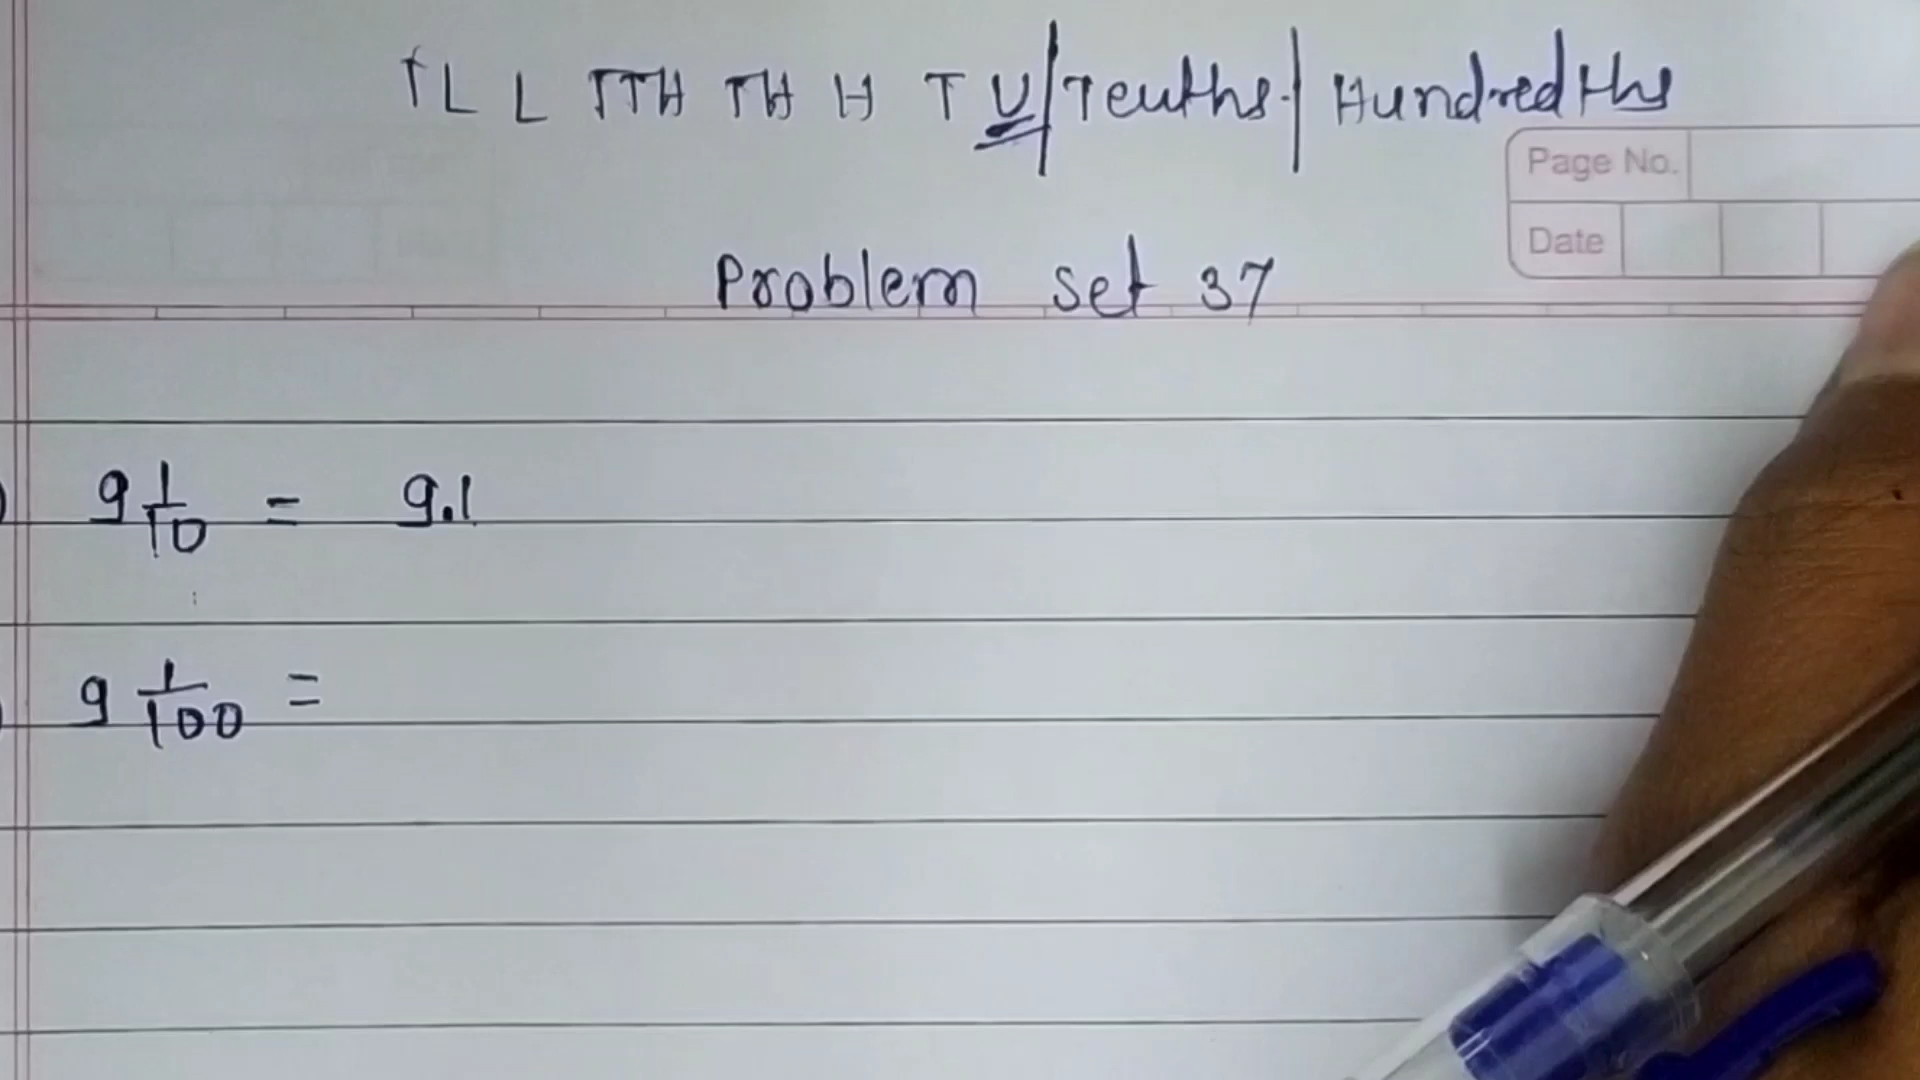 TL L TTH TH H T U Tenths. Hundredths
Page No.
Date
Problem set 37
) 9 1/10 = 9.1
) 9 1/100 =